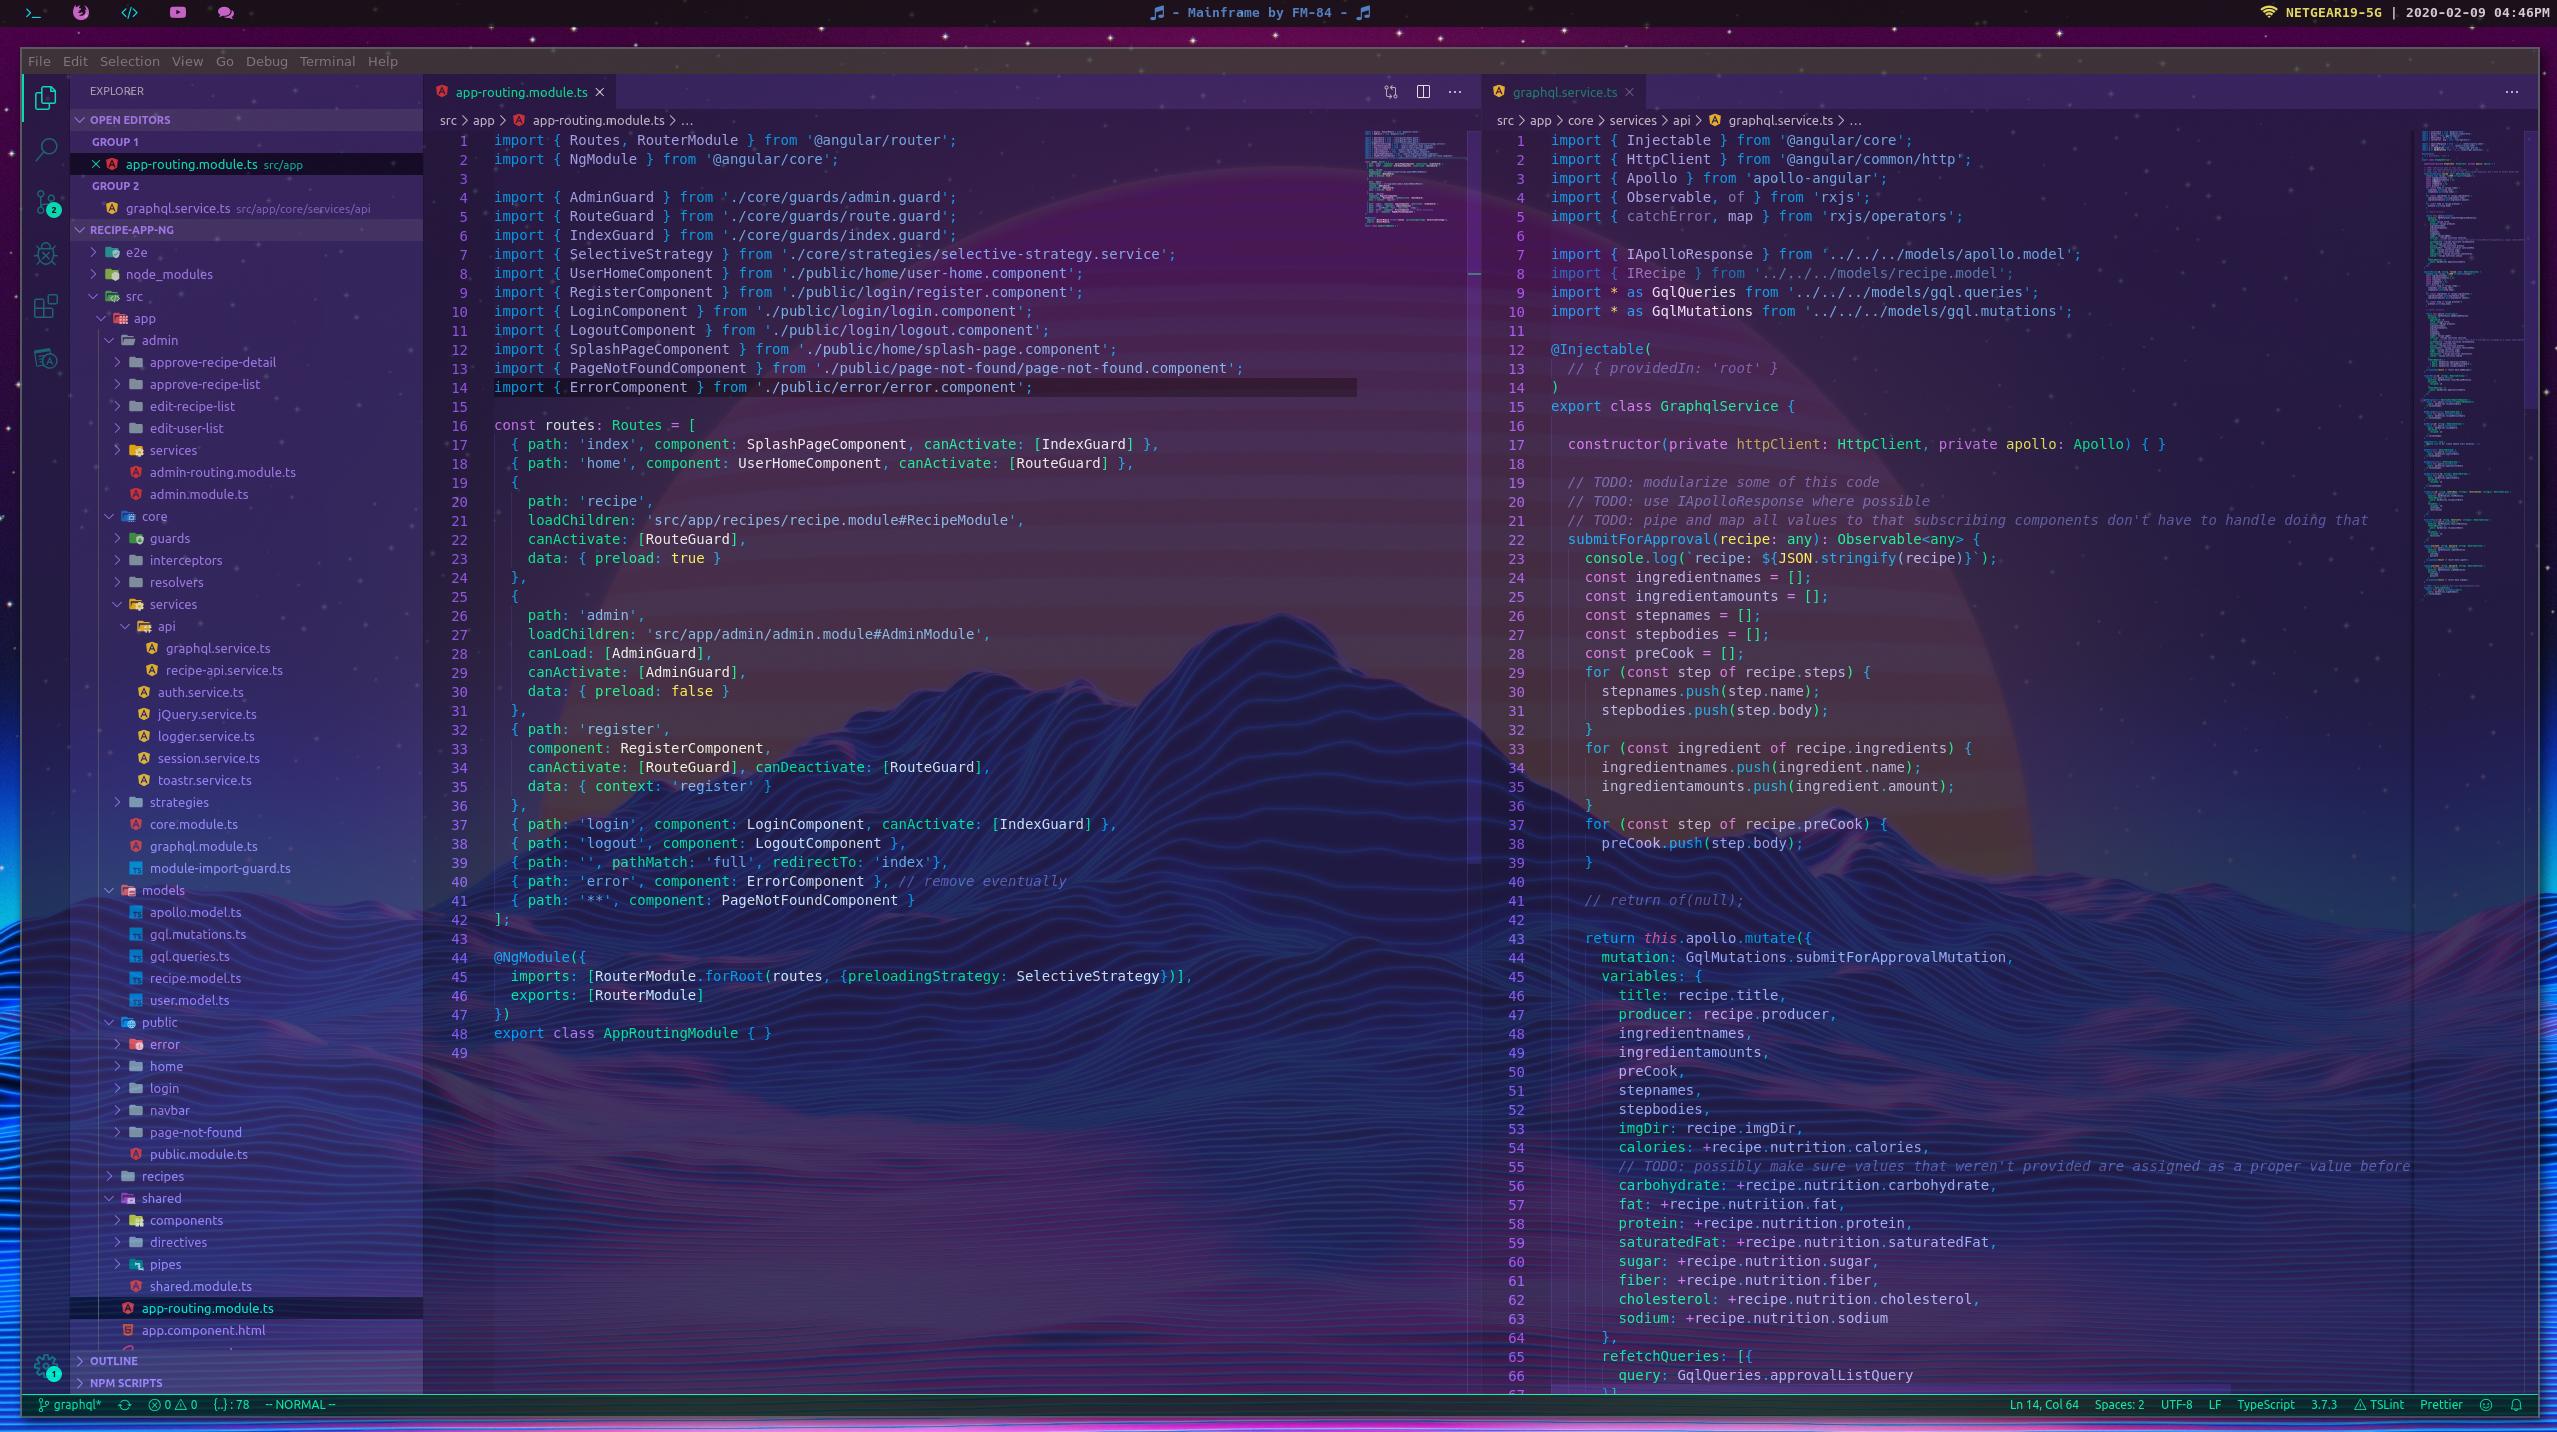 - Mainframe by FM-84 -
NETGEAR19-5G | 2020-02-09 04:46PM
File Edit Selection View Go Debug Terminal Help
EXPLORER
OPEN EDITORS
GROUP 1
app-routing.module.ts src/app
GROUP 2
graphql.service.ts src/app/core/services/api
RECIPE-APP-NG
e2e
node_modules
src
app
admin
approve-recipe-detail
approve-recipe-list
edit-recipe-list
edit-user-list
services
admin-routing.module.ts
admin.module.ts
core
guards
interceptors
resolvers
services
api
graphql.service.ts
recipe-api.service.ts
auth.service.ts
jQuery.service.ts
logger.service.ts
session.service.ts
toastr.service.ts
strategies
core.module.ts
graphql.module.ts
module-import-guard.ts
models
apollo.model.ts
gql.mutations.ts
gql.queries.ts
recipe.model.ts
user.model.ts
public
error
home
login
navbar
page-not-found
public.module.ts
recipes
shared
components
directives
pipes
shared.module.ts
app-routing.module.ts
app.component.html
OUTLINE
NPM SCRIPTS
2
1
app-routing.module.ts
src > app > app-routing.module.ts > ...
1 import { Routes, RouterModule } from '@angular/router';
2 import { NgModule } from '@angular/core';
3
4 import { AdminGuard } from './core/guards/admin.guard';
5 import { RouteGuard } from './core/guards/route.guard';
6 import { IndexGuard } from './core/guards/index.guard';
7 import { SelectiveStrategy } from './core/strategies/selective-strategy.service';
8 import { UserHomeComponent } from './public/home/user-home.component';
9 import { RegisterComponent } from './public/login/register.component';
10 import { LoginComponent } from './public/login/login.component';
11 import { LogoutComponent } from './public/login/logout.component';
12 import { SplashPageComponent } from './public/home/splash-page.component';
13 import { PageNotFoundComponent } from './public/page-not-found/page-not-found.component';
14 import { ErrorComponent } from './public/error/error.component';
15
16 const routes: Routes = [
17 { path: 'index', component: SplashPageComponent, canActivate: [IndexGuard] },
18 { path: 'home', component: UserHomeComponent, canActivate: [RouteGuard] },
19 {
20 path: 'recipe',
21 loadChildren: 'src/app/recipes/recipe.module#RecipeModule',
22 canActivate: [RouteGuard],
23 data: { preload: true }
24 },
25 {
26 path: 'admin',
27 loadChildren: 'src/app/admin/admin.module#AdminModule',
28 canLoad: [AdminGuard],
29 canActivate: [AdminGuard],
30 data: { preload: false }
31 },
32 { path: 'register',
33 component: RegisterComponent,
34 canActivate: [RouteGuard], canDeactivate: [RouteGuard],
35 data: { context: 'register' }
36 },
37 { path: 'login', component: LoginComponent, canActivate: [IndexGuard] },
38 { path: 'logout', component: LogoutComponent },
39 { path: '', pathMatch: 'full', redirectTo: 'index'},
40 { path: 'error', component: ErrorComponent }, // remove eventually
41 { path: '**', component: PageNotFoundComponent }
42 ];
43
44 @NgModule({
45 imports: [RouterModule.forRoot(routes, {preloadingStrategy: SelectiveStrategy})],
46 exports: [RouterModule]
47 })
48 export class AppRoutingModule { }
49
graphql.service.ts
src > app > core > services > api > graphql.service.ts > ...
1 import { Injectable } from '@angular/core';
2 import { HttpClient } from '@angular/common/http';
3 import { Apollo } from 'apollo-angular';
4 import { Observable, of } from 'rxjs';
5 import { catchError, map } from 'rxjs/operators';
6
7 import { IApolloResponse } from '../../../models/apollo.model';
8 import { IRecipe } from '../../../models/recipe.model';
9 import * as GqlQueries from '../../../models/gql.queries';
10 import * as GqlMutations from '../../../models/gql.mutations';
11
12 @Injectable(
13 // { providedIn: 'root' }
14 )
15 export class GraphqlService {
16
17 constructor(private httpClient: HttpClient, private apollo: Apollo) { }
18
19 // TODO: modularize some of this code
20 // TODO: use IApolloResponse where possible
21 // TODO: pipe and map all values to that subscribing components don't have to handle doing that
22 submitForApproval(recipe: any): Observable<any> {
23 console.log(`recipe: ${JSON.stringify(recipe)}`);
24 const ingredientnames = [];
25 const ingredientamounts = [];
26 const stepnames = [];
27 const stepbodies = [];
28 const preCook = [];
29 for (const step of recipe.steps) {
30 stepnames.push(step.name);
31 stepbodies.push(step.body);
32 }
33 for (const ingredient of recipe.ingredients) {
34 ingredientnames.push(ingredient.name);
35 ingredientamounts.push(ingredient.amount);
36 }
37 for (const step of recipe.preCook) {
38 preCook.push(step.body);
39 }
40
41 // return of(null);
42
43 return this.apollo.mutate({
44 mutation: GqlMutations.submitForApprovalMutation,
45 variables: {
46 title: recipe.title,
47 producer: recipe.producer,
48 ingredientnames,
49 ingredientamounts,
50 preCook,
51 stepnames,
52 stepbodies,
53 imgDir: recipe.imgDir,
54 calories: +recipe.nutrition.calories,
55 // TODO: possibly make sure values that weren't provided are assigned as a proper value before
56 carbohydrate: +recipe.nutrition.carbohydrate,
57 fat: +recipe.nutrition.fat,
58 protein: +recipe.nutrition.protein,
59 saturatedFat: +recipe.nutrition.saturatedFat,
60 sugar: +recipe.nutrition.sugar,
61 fiber: +recipe.nutrition.fiber,
62 cholesterol: +recipe.nutrition.cholesterol,
63 sodium: +recipe.nutrition.sodium
64 },
65 refetchQueries: [{
66 query: GqlQueries.approvalListQuery
graphql* 0 0 {..} : 78 -- NORMAL --
Ln 14, Col 64 Spaces: 2 UTF-8 LF TypeScript 3.7.3 TSLint Prettier